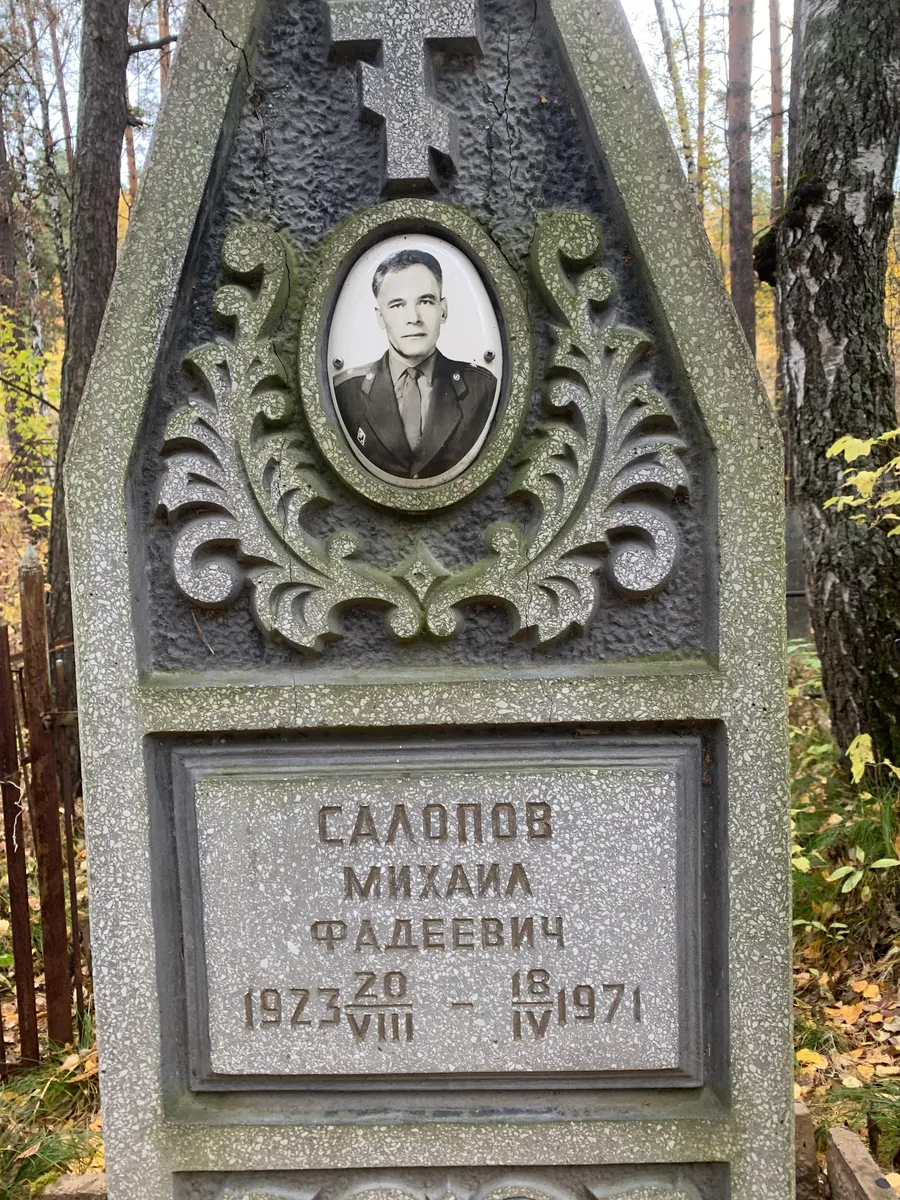 САЛОПОВ
МИХАИЛ
ФАДЕЕВИЧ
1923 20/VIII - 18/IV 1971